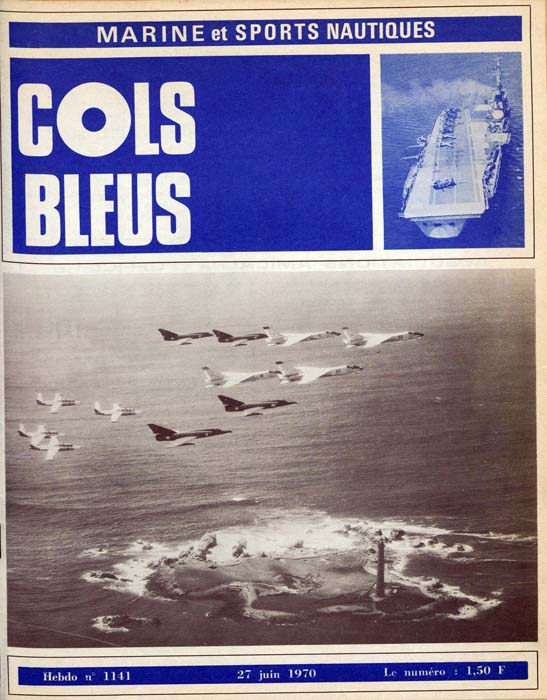 MARINE et SPORTS NAUTIQUES
COLS
BLEUS
Hebdo n° 1141 27 juin 1970 Le numéro : 1,50 F